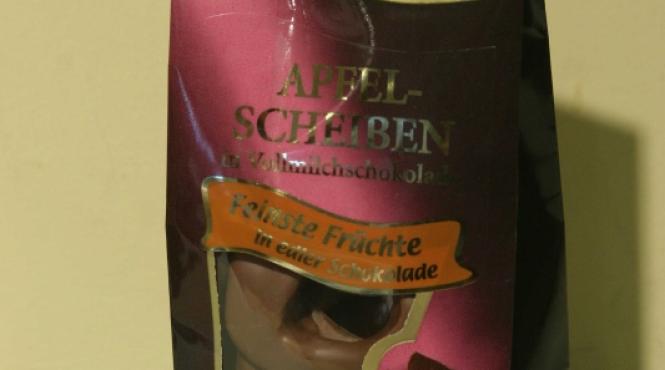 APFEL-
SCHEIBEN
in Vollmilchschokolade
Feinste Früchte
in edler Schokolade